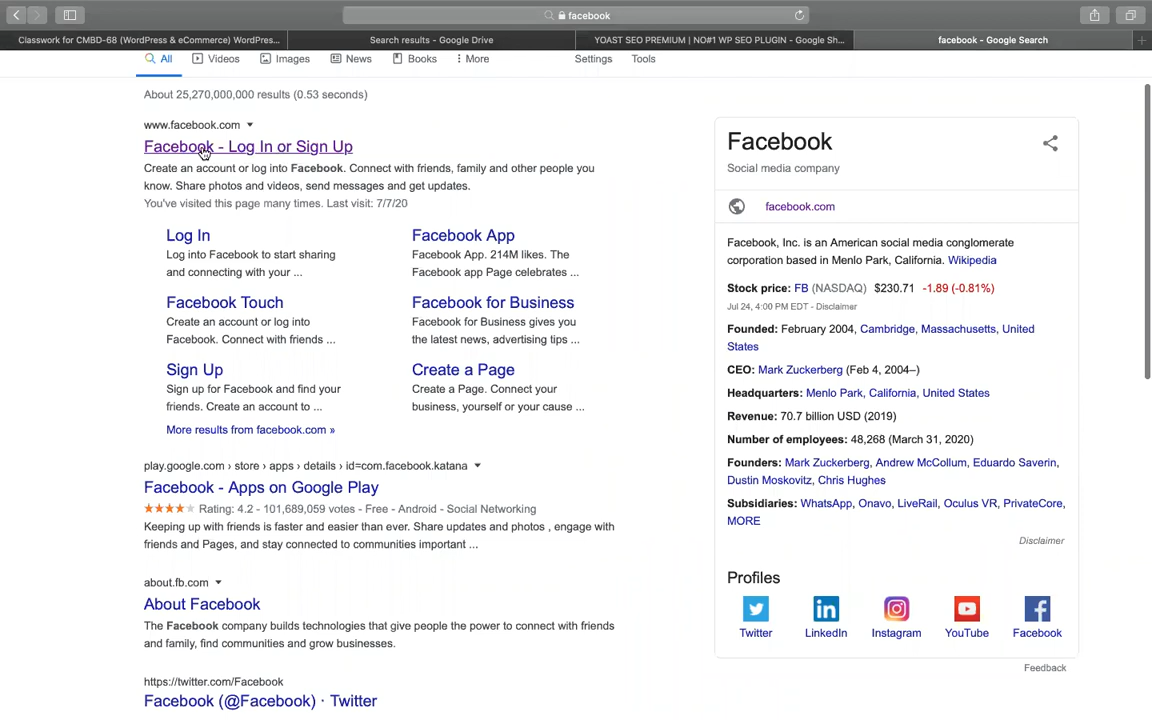 facebook
Classwork for CMBD-68 (WordPress & eCommerce) WordPres...
Search results - Google Drive
YOAST SEO PREMIUM | NO#1 WP SEO PLUGIN - Google Sh...
facebook - Google Search
All
Videos
Images
News
Books
More
Settings
Tools
About 25,270,000,000 results (0.53 seconds)
www.facebook.com
Facebook - Log In or Sign Up
Create an account or log into Facebook. Connect with friends, family and other people you
know. Share photos and videos, send messages and get updates.
You've visited this page many times. Last visit: 7/7/20
Log In
Log into Facebook to start sharing
and connecting with your ...
Facebook App
Facebook App. 214M likes. The
Facebook app Page celebrates ...
Facebook Touch
Create an account or log into
Facebook. Connect with friends ...
Facebook for Business
Facebook for Business gives you
the latest news, advertising tips ...
Sign Up
Sign up for Facebook and find your
friends. Create an account to ...
Create a Page
Create a Page. Connect your
business, yourself or your cause ...
More results from facebook.com »
play.google.com › store › apps › details › id=com.facebook.katana
Facebook - Apps on Google Play
Rating: 4.2 - 101,689,059 votes - Free - Android - Social Networking
Keeping up with friends is faster and easier than ever. Share updates and photos , engage with
friends and Pages, and stay connected to communities important ...
about.fb.com
About Facebook
The Facebook company builds technologies that give people the power to connect with friends
and family, find communities and grow businesses.
https://twitter.com/Facebook
Facebook (@Facebook) · Twitter
Facebook
Social media company
facebook.com
Facebook, Inc. is an American social media conglomerate
corporation based in Menlo Park, California. Wikipedia
Stock price: FB (NASDAQ) $230.71 -1.89 (-0.81%)
Jul 24, 4:00 PM EDT - Disclaimer
Founded: February 2004, Cambridge, Massachusetts, United
States
CEO: Mark Zuckerberg (Feb 4, 2004–)
Headquarters: Menlo Park, California, United States
Revenue: 70.7 billion USD (2019)
Number of employees: 48,268 (March 31, 2020)
Founders: Mark Zuckerberg, Andrew McCollum, Eduardo Saverin,
Dustin Moskovitz, Chris Hughes
Subsidiaries: WhatsApp, Onavo, LiveRail, Oculus VR, PrivateCore,
MORE
Disclaimer
Profiles
Twitter
LinkedIn
Instagram
YouTube
Facebook
Feedback